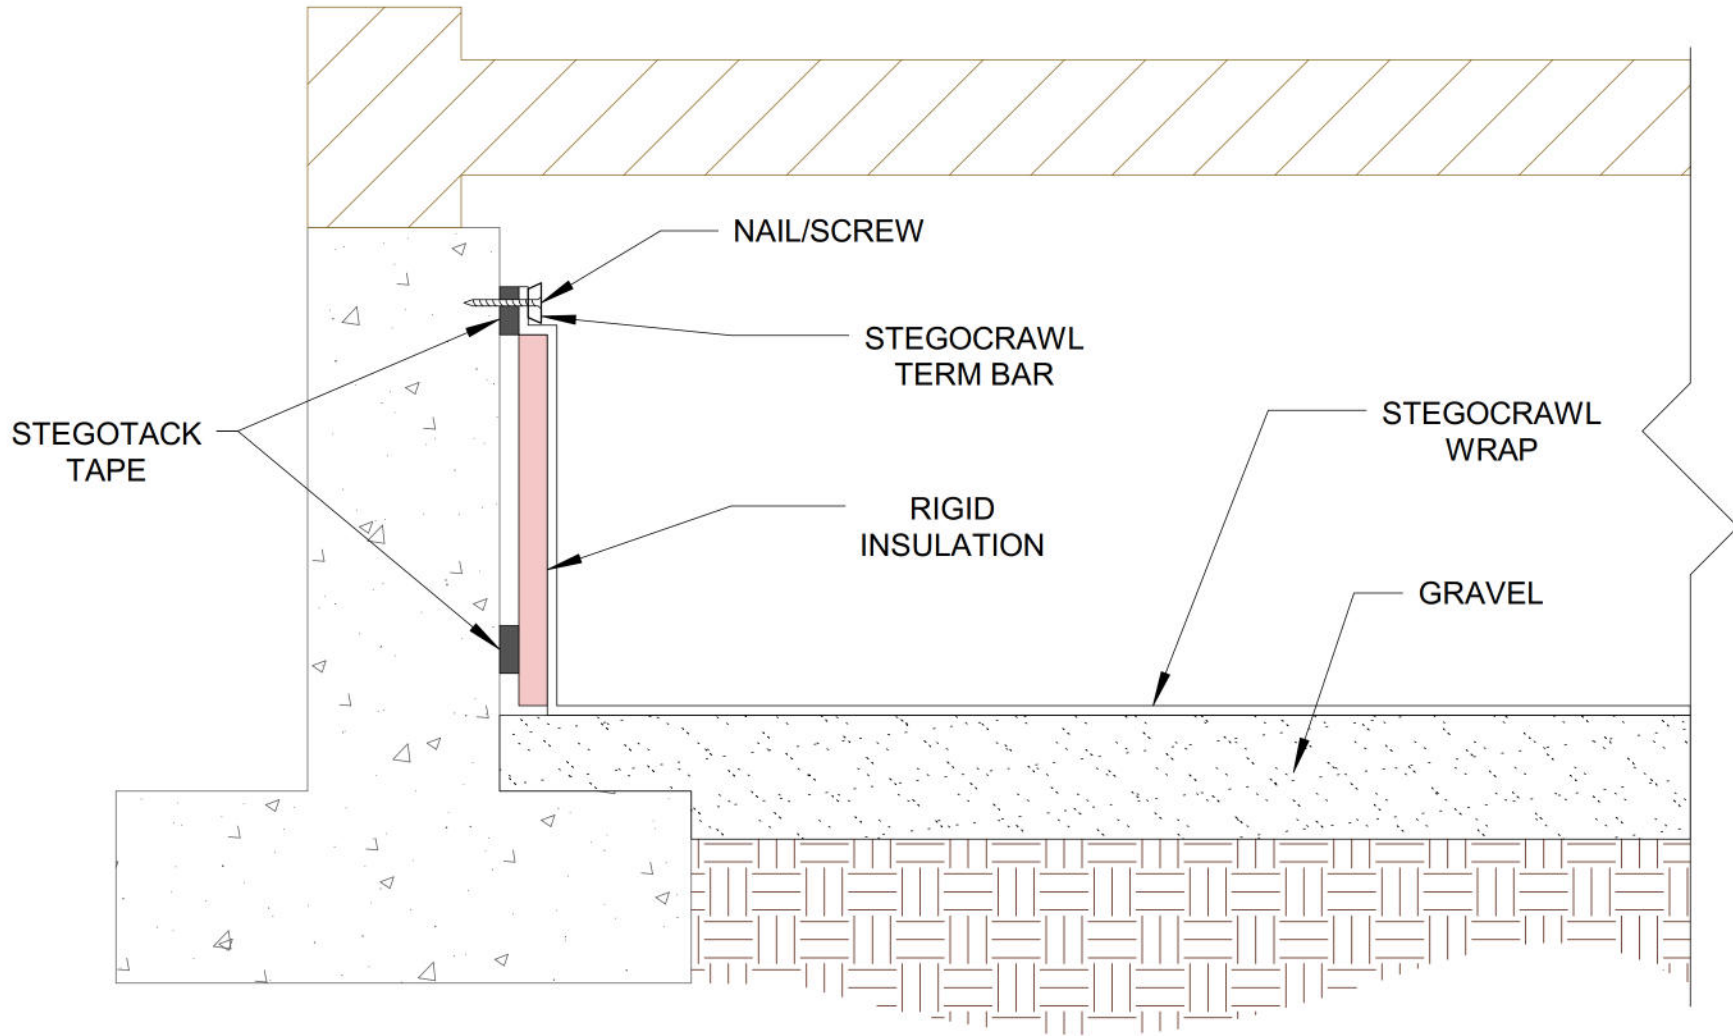 NAIL/SCREW
STEGOCRAWL
TERM BAR
STEGOTACK
TAPE
STEGOCRAWL
WRAP
RIGID
INSULATION
GRAVEL